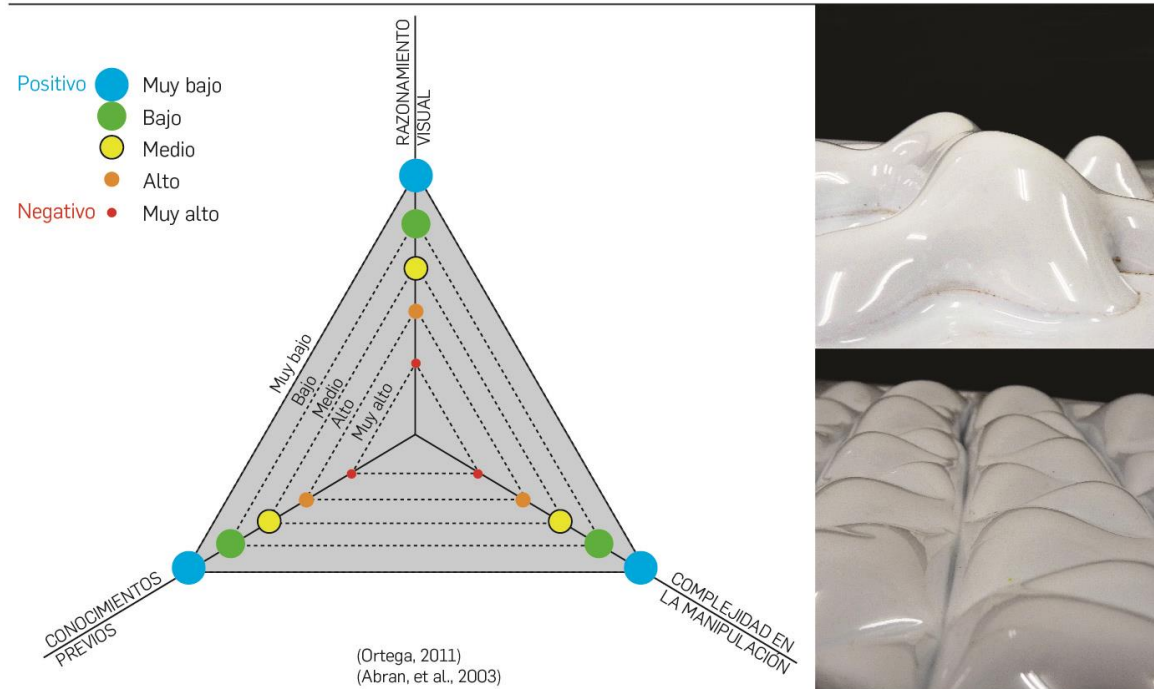 RAZONAMIENTO
VISUAL
Positivo Muy bajo
Bajo
Medio
Alto
Negativo Muy alto
Muy bajo
Bajo
Medio
Alto
Muy alto
CONOCIMIENTOS
PREVIOS
COMPLEJIDAD EN
LA MANIPULACIÓN
(Ortega, 2011)
(Abran, et al., 2003)